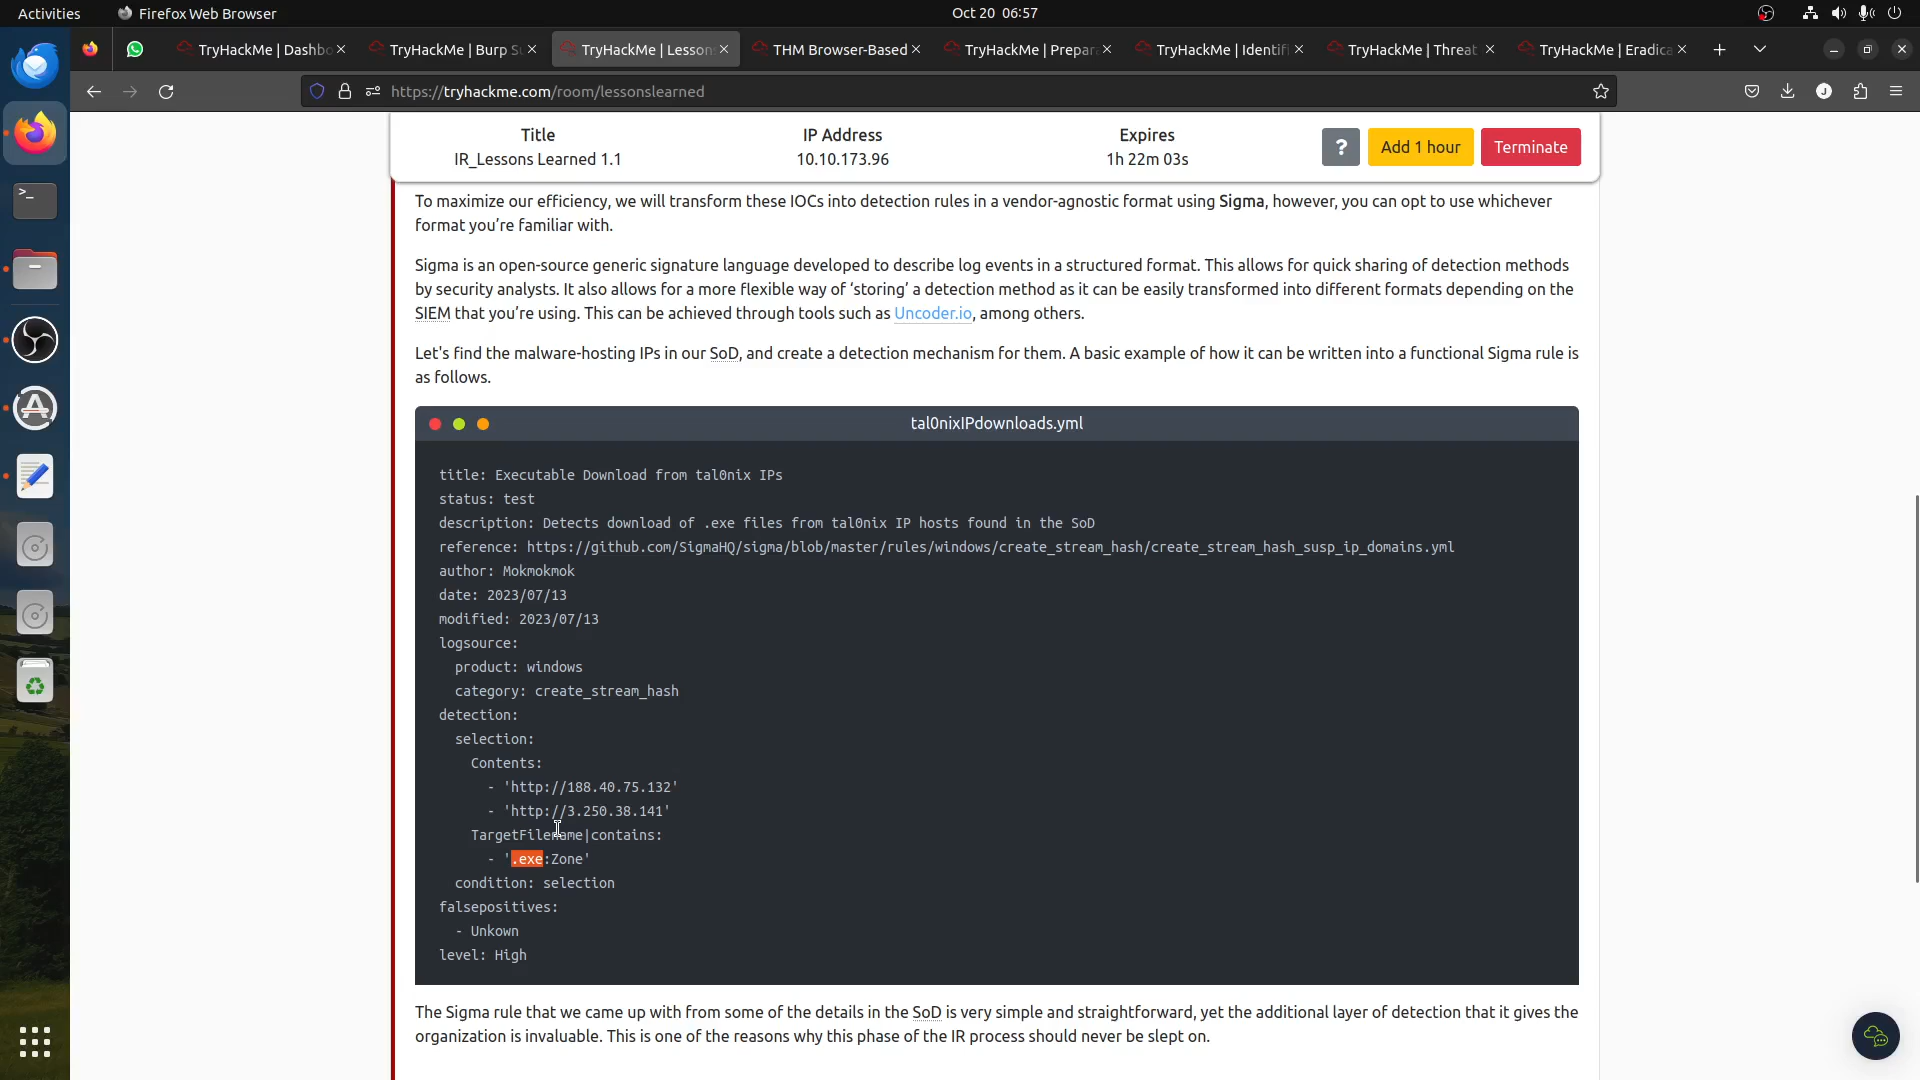 Activities
Firefox Web Browser
Oct 20 06:57
TryHackMe | Dashbo
TryHackMe | Burp Su
TryHackMe | Lessons
THM Browser-Based
TryHackMe | Prepar
TryHackMe | Identifi
TryHackMe | Threat
TryHackMe | Eradica
https://tryhackme.com/room/lessonslearned
Title
IP Address
Expires
IR_Lessons Learned 1.1
10.10.173.96
1h 22m 03s
?
Add 1 hour
Terminate
To maximize our efficiency, we will transform these IOCs into detection rules in a vendor-agnostic format using Sigma, however, you can opt to use whichever
format you’re familiar with.
Sigma is an open-source generic signature language developed to describe log events in a structured format. This allows for quick sharing of detection methods
by security analysts. It also allows for a more flexible way of ‘storing’ a detection method as it can be easily transformed into different formats depending on the
SIEM that you’re using. This can be achieved through tools such as Uncoder.io, among others.
Let's find the malware-hosting IPs in our SoD, and create a detection mechanism for them. A basic example of how it can be written into a functional Sigma rule is
as follows.
tal0nixIPdownloads.yml
title: Executable Download from tal0nix IPs
status: test
description: Detects download of .exe files from tal0nix IP hosts found in the SoD
reference: https://github.com/SigmaHQ/sigma/blob/master/rules/windows/create_stream_hash/create_stream_hash_susp_ip_domains.yml
author: Mokmokmok
date: 2023/07/13
modified: 2023/07/13
logsource:
product: windows
category: create_stream_hash
detection:
selection:
Contents:
- 'http://188.40.75.132'
- 'http://3.250.38.141'
TargetFilename|contains:
- '.exe:Zone'
condition: selection
falsepositives:
- Unkown
level: High
The Sigma rule that we came up with from some of the details in the SoD is very simple and straightforward, yet the additional layer of detection that it gives the
organization is invaluable. This is one of the reasons why this phase of the IR process should never be slept on.